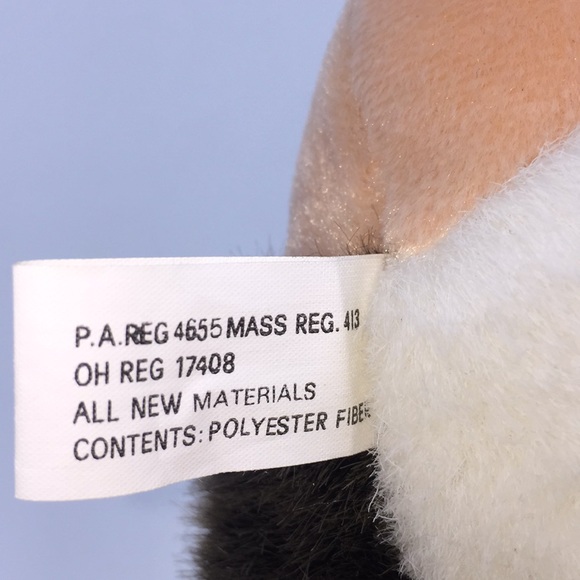 P.A.REG 4655 MASS REG. 413
OH REG 17408
ALL NEW MATERIALS
CONTENTS: POLYESTER